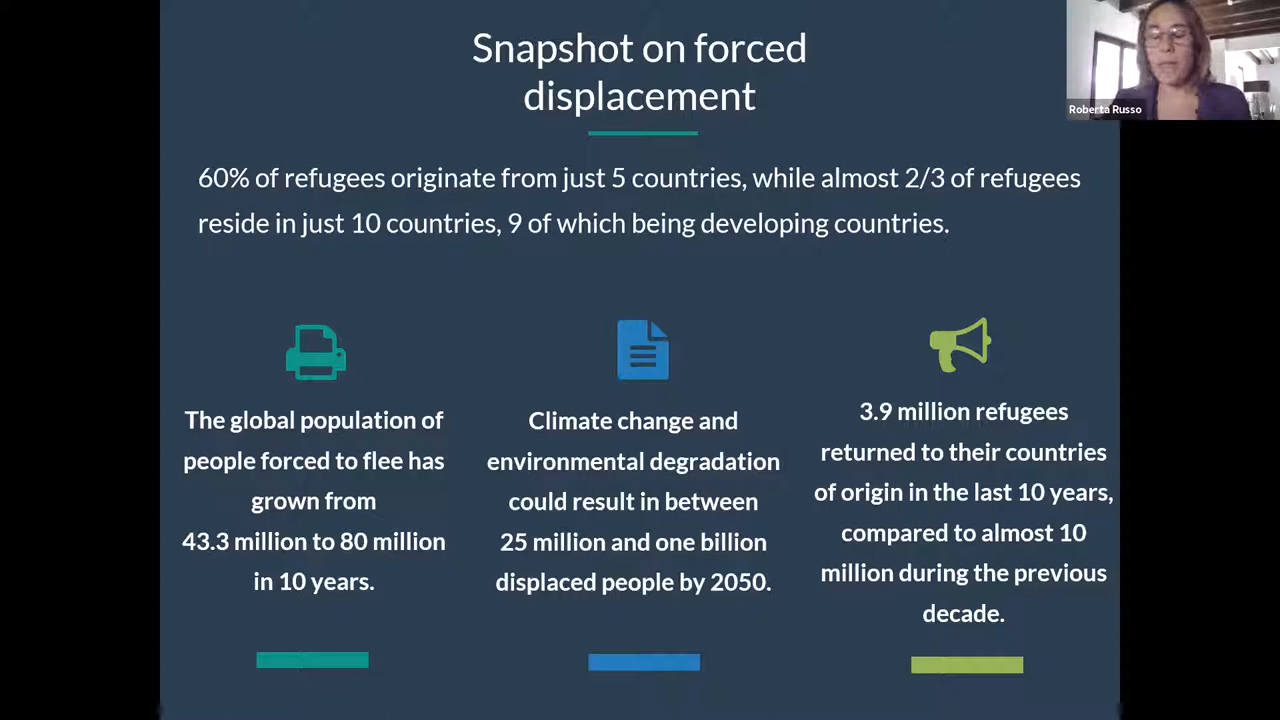 Snapshot on forced
displacement
Roberta Russo
60% of refugees originate from just 5 countries, while almost 2/3 of refugees
reside in just 10 countries, 9 of which being developing countries.
The global population of
people forced to flee has
grown from
43.3 million to 80 million
in 10 years.
Climate change and
environmental degradation
could result in between
25 million and one billion
displaced people by 2050.
3.9 million refugees
returned to their countries
of origin in the last 10 years,
compared to almost 10
million during the previous
decade.